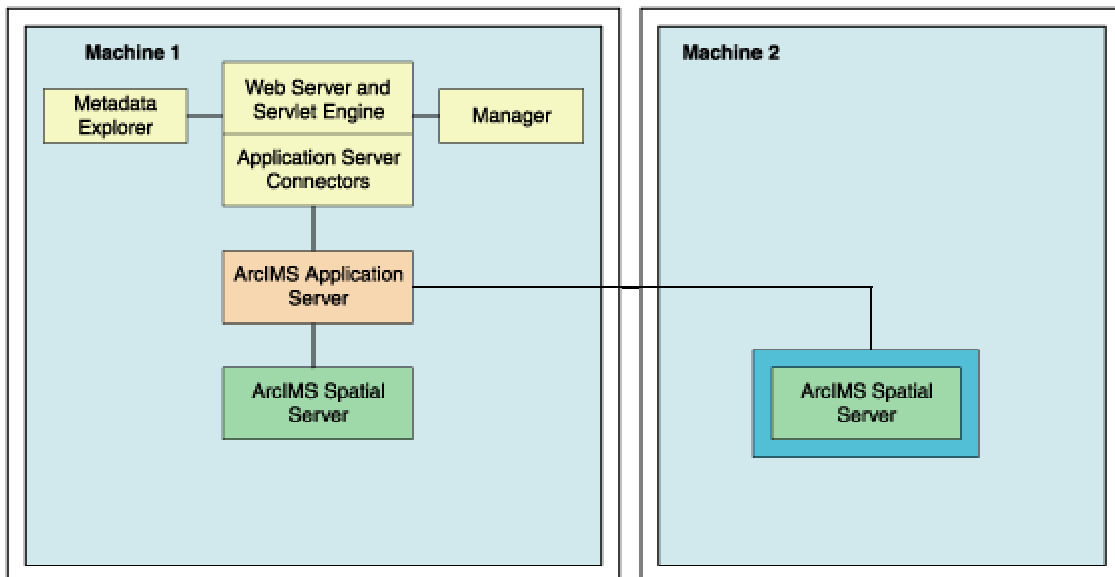 Machine 1
Web Server and
Servlet Engine
Metadata
Explorer
Manager
Application Server
Connectors
ArcIMS Application
Server
ArcIMS Spatial
Server
Machine 2
ArcIMS Spatial
Server